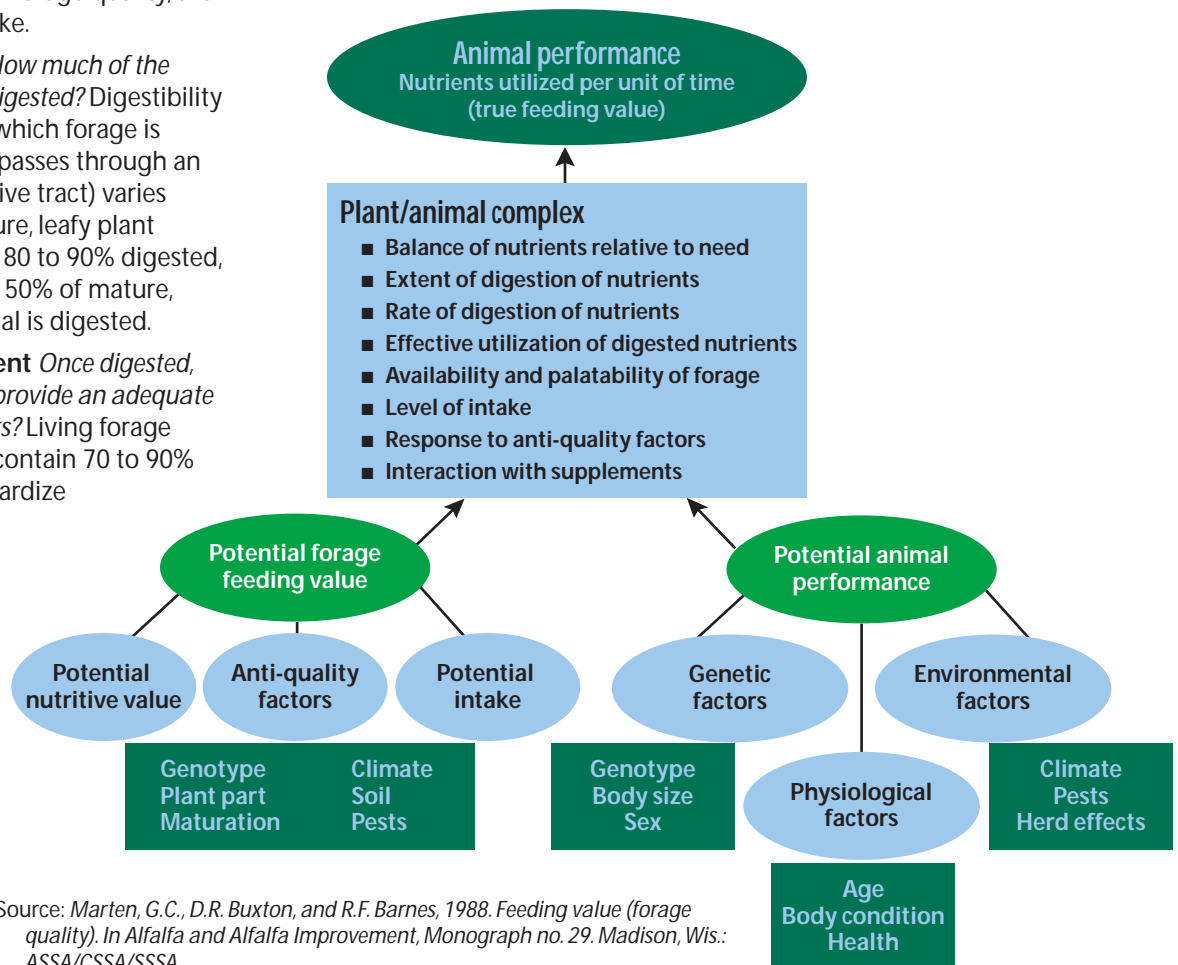 ke.
low much of the
igested? Digestibility
which forage is
passes through an
ive tract) varies
ure, leafy plant
80 to 90% digested,
50% of mature,
al is digested.
ent Once digested,
provide an adequate
ts? Living forage
contain 70 to 90%
ardize
Animal performance
Nutrients utilized per unit of time
(true feeding value)
Plant/animal complex
■ Balance of nutrients relative to need
■ Extent of digestion of nutrients
■ Rate of digestion of nutrients
■ Effective utilization of digested nutrients
■ Availability and palatability of forage
■ Level of intake
■ Response to anti-quality factors
■ Interaction with supplements
Potential forage
feeding value
Potential animal
performance
Potential
nutritive value
Anti-quality
factors
Potential
intake
Genetic
factors
Environmental
factors
Genotype
Plant part
Maturation
Climate
Soil
Pests
Genotype
Body size
Sex
Physiological
factors
Climate
Pests
Herd effects
Age
Body condition
Health
Source: Marten, G.C., D.R. Buxton, and R.F. Barnes, 1988. Feeding value (forage
quality). In Alfalfa and Alfalfa Improvement, Monograph no. 29. Madison, Wis.:
ASSA/CSSA/SSSA